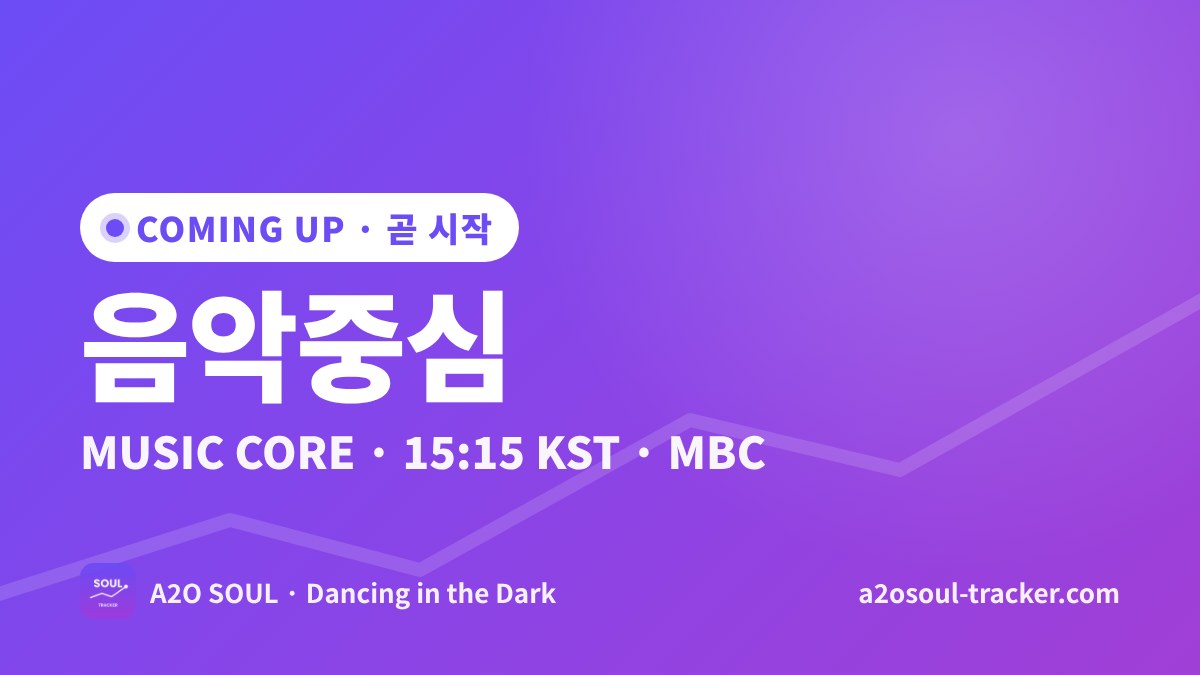 COMING UP · 곧 시작
음악중심
MUSIC CORE · 15:15 KST · MBC
SOUL
TRACKER
A2O SOUL · Dancing in the Dark
a2osoul-tracker.com